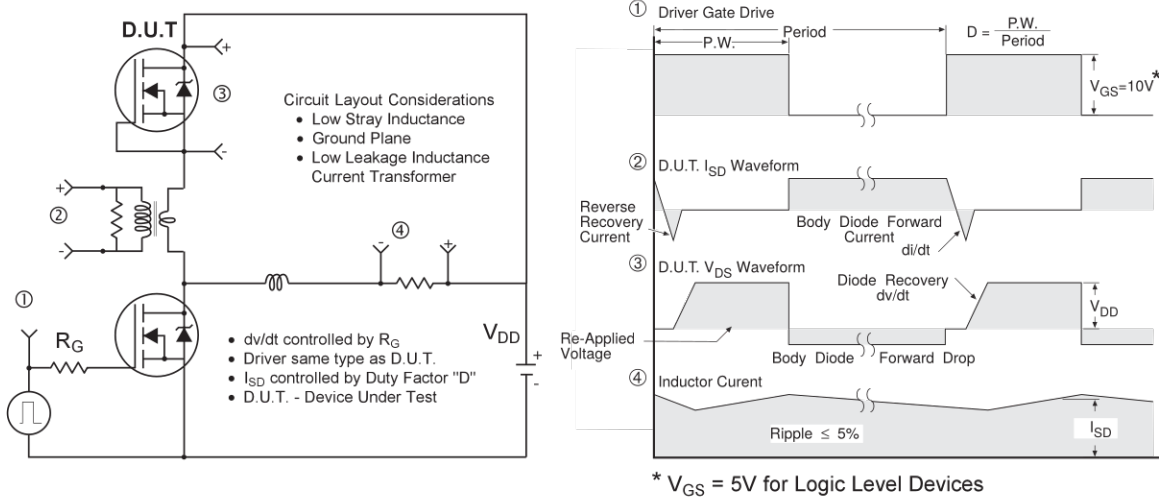 D.U.T
+
③
-
Circuit Layout Considerations
• Low Stray Inductance
• Ground Plane
• Low Leakage Inductance
Current Transformer
+
②
-
④
-
+
①
R_G
• dv/dt controlled by R_G
• Driver same type as D.U.T.
• I_SD controlled by Duty Factor "D"
• D.U.T. - Device Under Test
V_DD
+
-
① Driver Gate Drive
Period
P.W.
D = P.W. / Period
V_GS=10V*
② D.U.T. I_SD Waveform
Reverse
Recovery
Current
Body Diode Forward
Current
di/dt
③ D.U.T. V_DS Waveform
Diode Recovery
dv/dt
V_DD
Re-Applied
Voltage
Body Diode Forward Drop
④ Inductor Curent
Ripple ≤ 5%
I_SD
* V_GS = 5V for Logic Level Devices